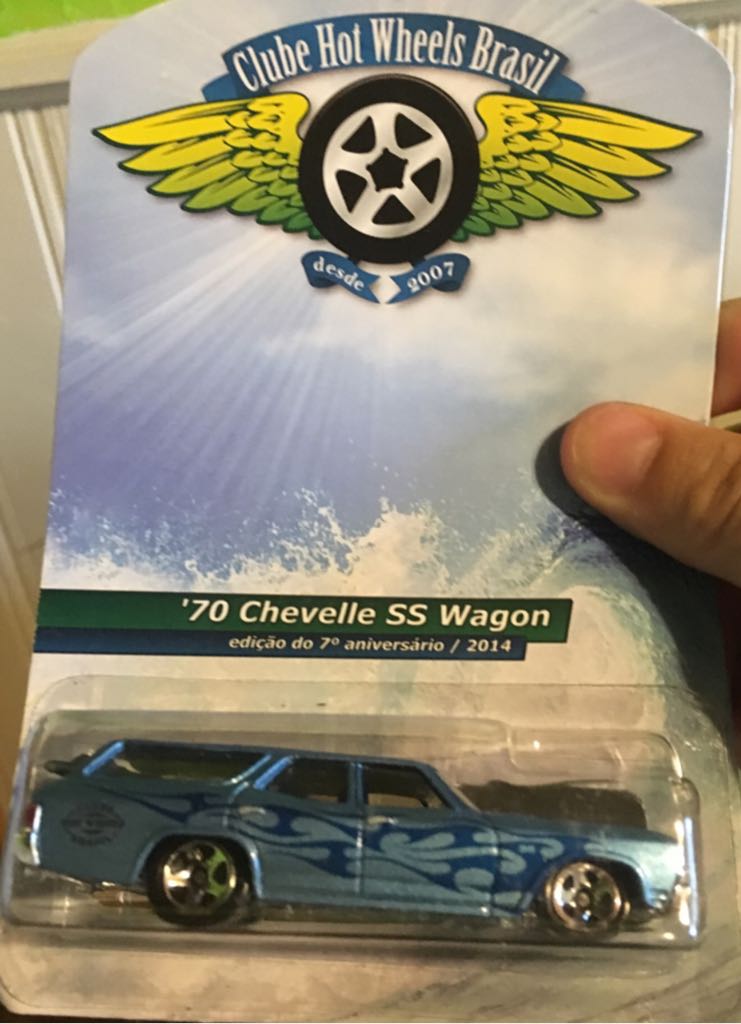 Clube Hot Wheels Brasil
desde 2007
'70 Chevelle SS Wagon
edição do 7º aniversário / 2014